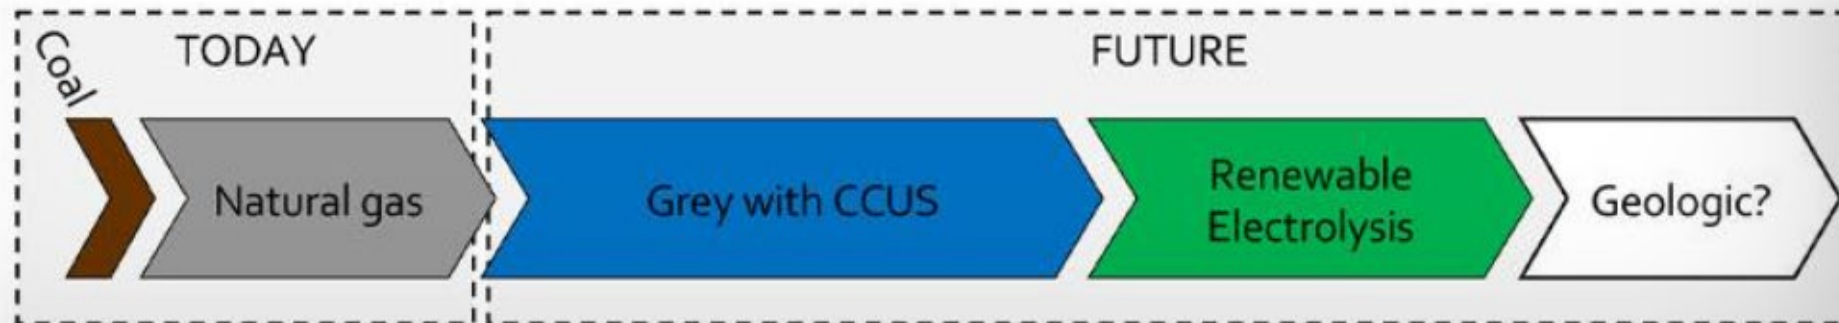 Coal
TODAY
FUTURE
Natural gas
Grey with CCUS
Renewable
Electrolysis
Geologic?